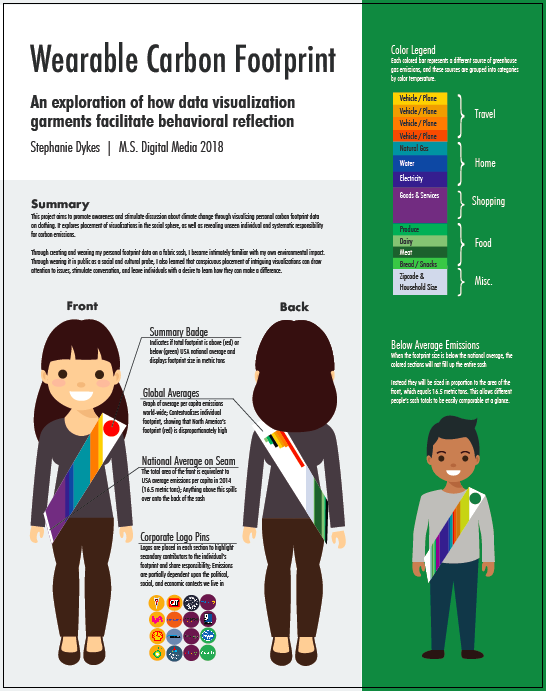 Wearable Carbon Footprint
An exploration of how data visualization
garments facilitate behavioral reflection
Stephanie Dykes | M.S. Digital Media 2018
Summary
This project aims to promote awareness and stimulate discussion about climate change through visualizing personal carbon footprint data
on clothing. It explores placement of visualizations in the social sphere, as well as revealing unseen individual and systematic responsibility
for carbon emissions.
Through creating and wearing my personal footprint data on a fabric sash, I became intimately familiar with my own environmental impact.
Through wearing it in public as a social and cultural probe, I also learned that conspicuous placement of intriguing visualizations can draw
attention to issues, stimulate conversation, and leave individuals with a desire to learn how they can make a difference.
Front
Back
Summary Badge
Indicates if total footprint is above (red) or
below (green) USA national average and
displays footprint size in metric tons
Global Averages
Graph of average per capita emissions
world-wide; Contextualizes individual
footprint, showing that North America's
footprint (red) is disproportionately high
National Average on Seam
The total area of the front is equivalent to
USA average emissions per capita in 2014
(16.5 metric tons); Anything above this spills
over onto the back of the sash
Corporate Logo Pins
Logos are placed in each section to highlight
secondary contributors to the individual's
footprint and share responsibility; Emissions
are partially dependent upon the political,
social, and economic contexts we live in
QT
Color Legend
Each colored bar represents a different source of greenhouse
gas emissions, and these sources are grouped into categories
by color temperature.
Vehicle / Plane
Vehicle / Plane
Vehicle / Plane
Vehicle / Plane
Travel
Natural Gas
Water
Electricity
Home
Goods & Services
Shopping
Produce
Dairy
Meat
Bread / Snacks
Food
Zipcode &
Household Size
Misc.
Below Average Emissions
When the footprint size is below the national average, the
colored sections will not fill up the entire sash
Instead they will be sized in proportion to the area of the
front, which equals 16.5 metric tons. This allows different
people's sash totals to be easily comparable at a glance.